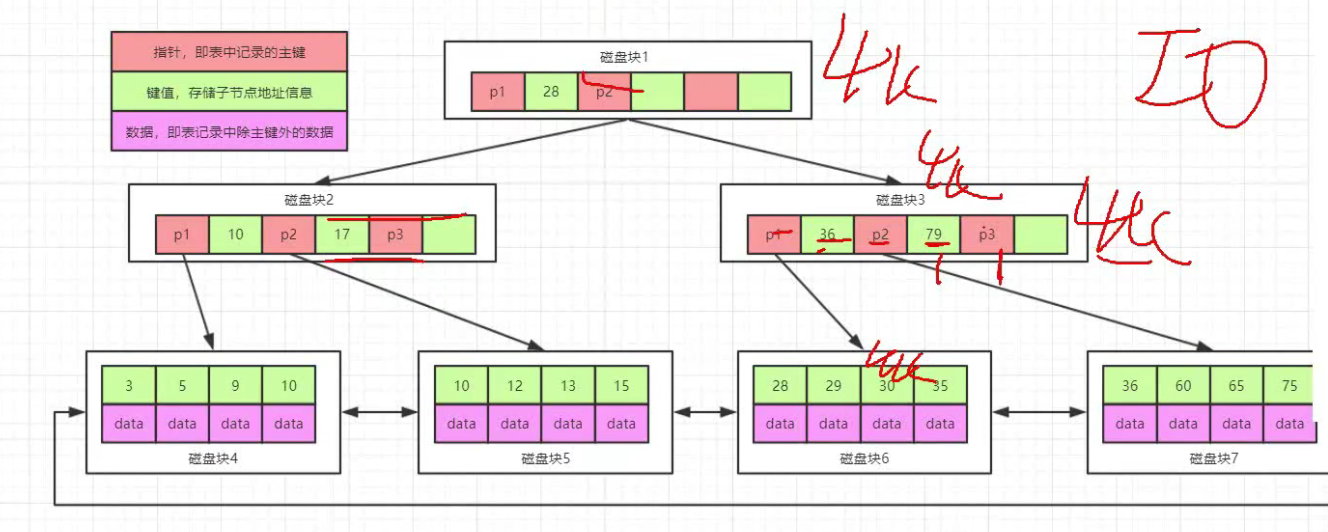 指针，即表中记录的主键
键值，存储子节点地址信息
数据，即表记录中除主键外的数据
磁盘块1
p1 28 p2
4k
IO
4k
磁盘块2
p1 10 p2 17 p3
磁盘块3
p1 36 p2 79 p3
4k
4k
3 5 9 10
data data data data
磁盘块4
10 12 13 15
data data data data
磁盘块5
28 29 30 35
data data data data
磁盘块6
36 60 65 75
data data data data
磁盘块7